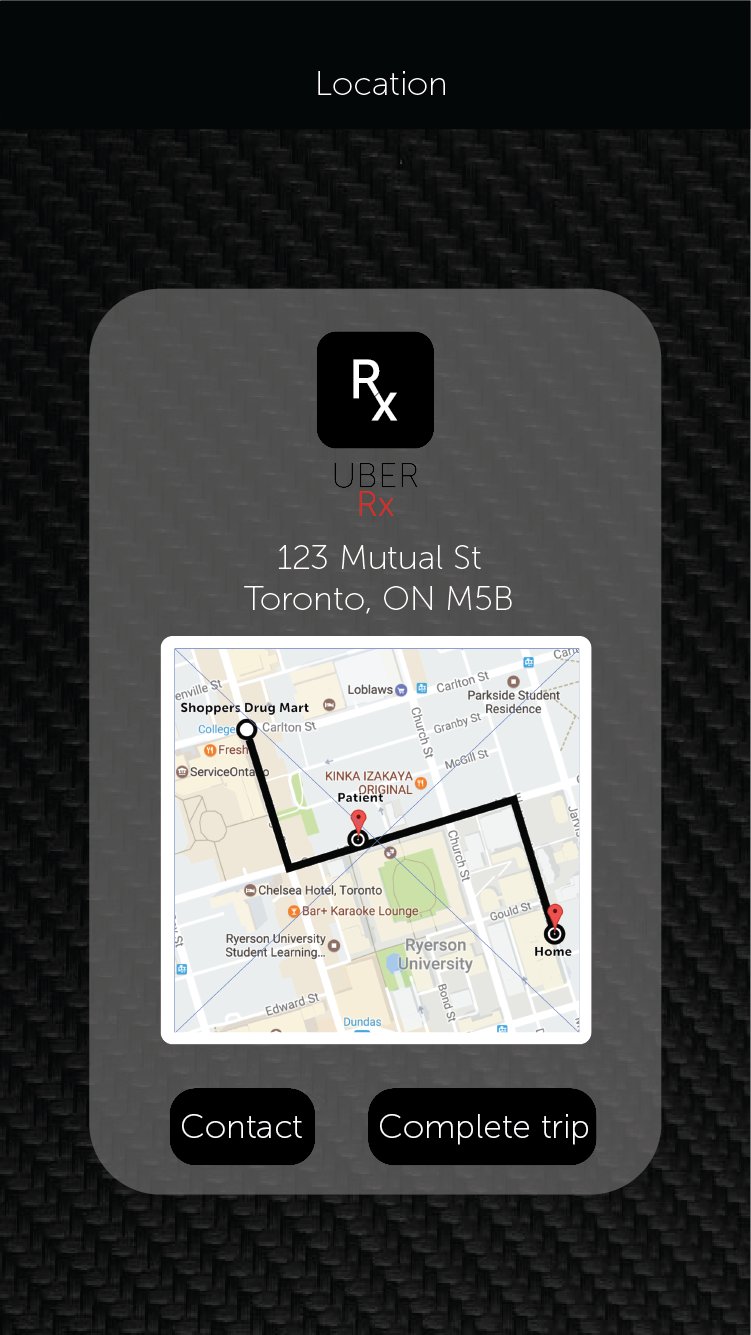 Location
Rx
UBER
Rx
123 Mutual St
Toronto, ON M5B
Carlton St
Loblaws
Parkside Student
Residence
enville St
Shoppers Drug Mart
College
Carlton St
Church St
Granby St
Fresh
McGill St
ServiceOntario
KINKA IZAKAYA
ORIGINAL
Patient
Jarvis
Church St
Chelsea Hotel, Toronto
Bar+ Karaoke Lounge
Gould St
Ryerson University
Student Learning...
Ryerson
University
Home
Bond St
Edward St
Dundas
Contact
Complete trip